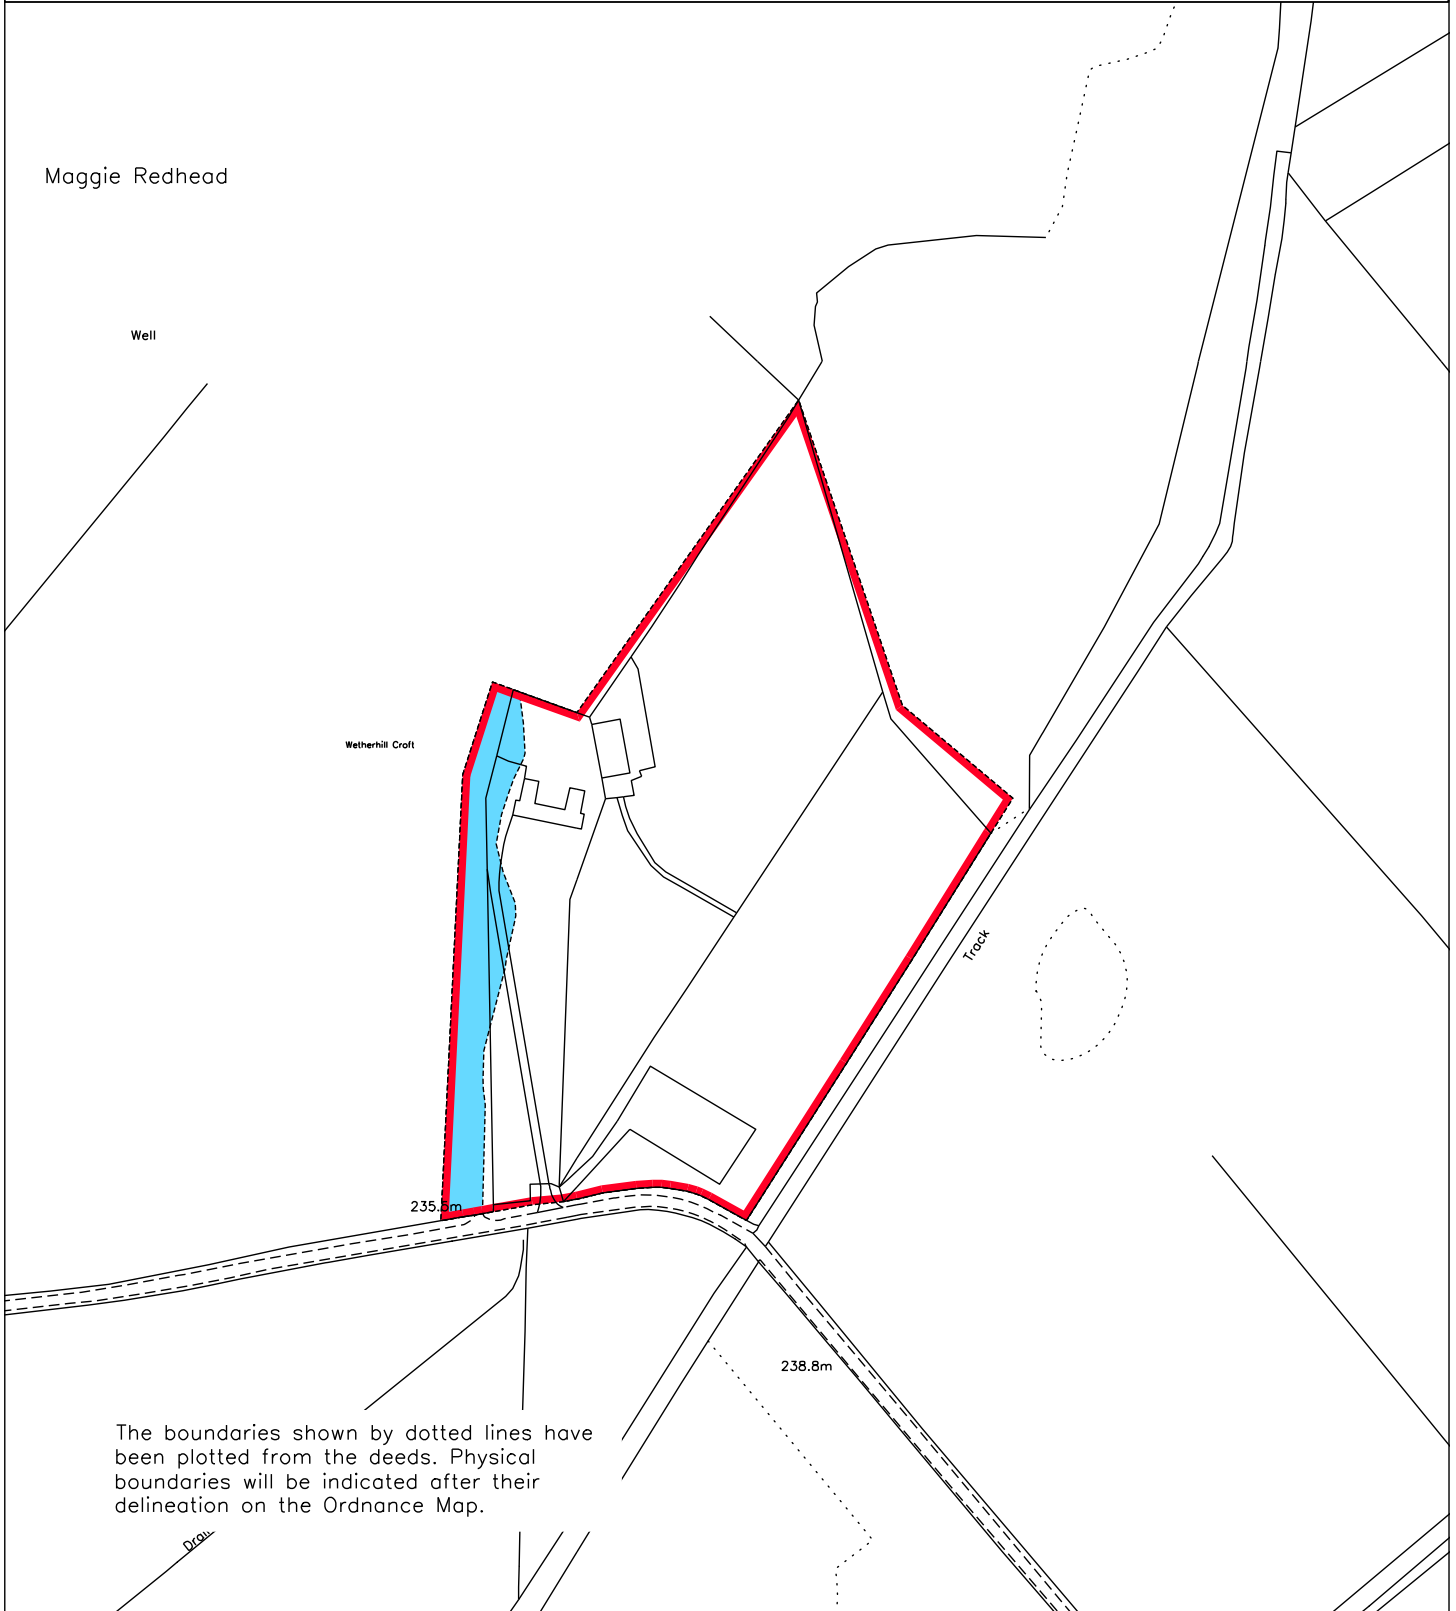 Maggie Redhead
Well
Wetherhill Croft
Track
235.5m
238.8m
The boundaries shown by dotted lines have
been plotted from the deeds. Physical
boundaries will be indicated after their
delineation on the Ordnance Map.